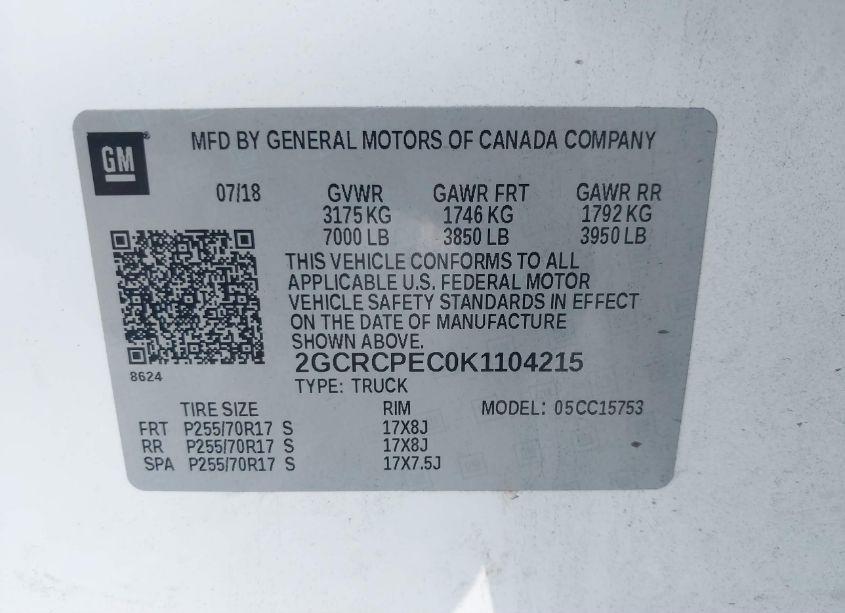 GM
MFD BY GENERAL MOTORS OF CANADA COMPANY
07/18 GVWR GAWR FRT GAWR RR
3175 KG 1746 KG 1792 KG
7000 LB 3850 LB 3950 LB
THIS VEHICLE CONFORMS TO ALL
APPLICABLE U.S. FEDERAL MOTOR
VEHICLE SAFETY STANDARDS IN EFFECT
ON THE DATE OF MANUFACTURE
SHOWN ABOVE.
2GCRCPEC0K1104215
8624
TYPE: TRUCK
TIRE SIZE RIM MODEL: 05CC15753
FRT P255/70R17 S 17X8J
RR P255/70R17 S 17X8J
SPA P255/70R17 S 17X7.5J